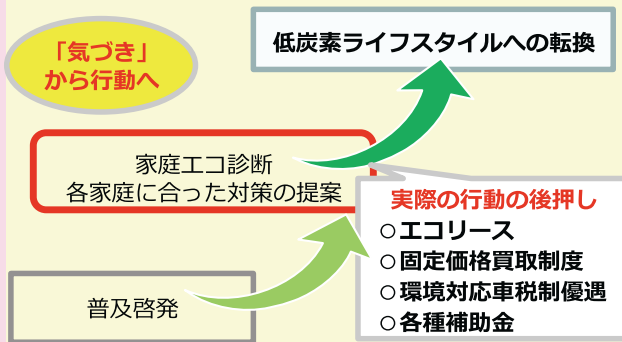 「気づき」
から行動へ
低炭素ライフスタイルへの転換
家庭エコ診断
各家庭に合った対策の提案
実際の行動の後押し
○エコリース
○固定価格買取制度
○環境対応車税制優遇
○各種補助金
普及啓発